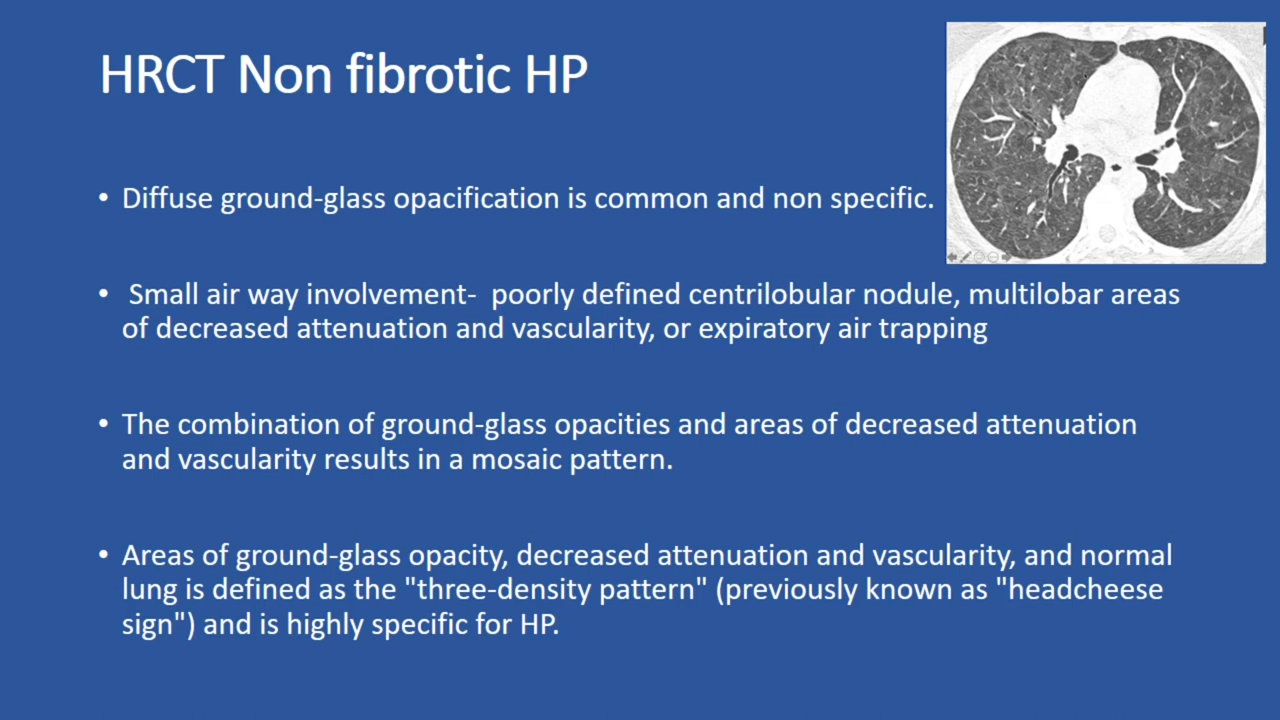 HRCT Non fibrotic HP
• Diffuse ground-glass opacification is common and non specific.
• Small air way involvement- poorly defined centrilobular nodule, multilobar areas
of decreased attenuation and vascularity, or expiratory air trapping
• The combination of ground-glass opacities and areas of decreased attenuation
and vascularity results in a mosaic pattern.
• Areas of ground-glass opacity, decreased attenuation and vascularity, and normal
lung is defined as the "three-density pattern" (previously known as "headcheese
sign") and is highly specific for HP.